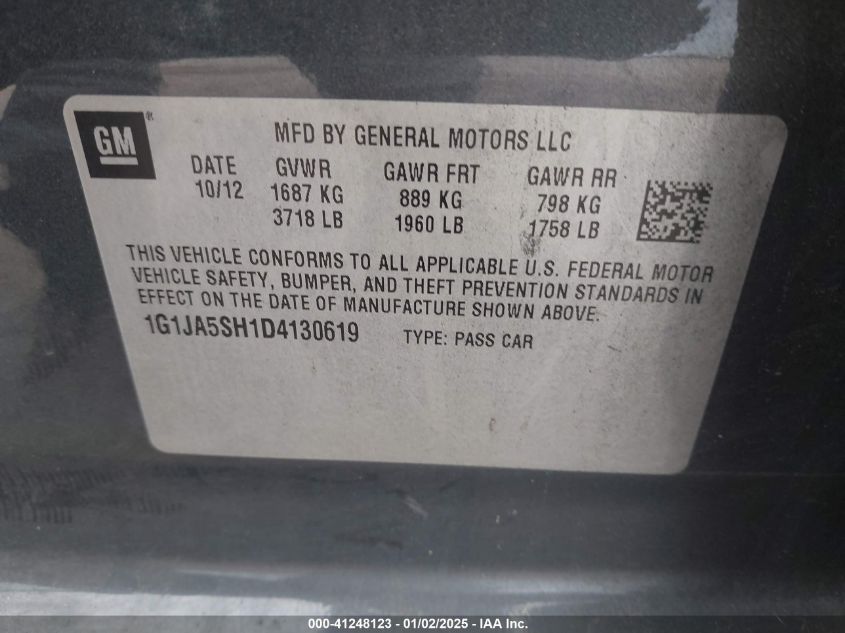 GM ®
MFD BY GENERAL MOTORS LLC
DATE GVWR GAWR FRT GAWR RR
10/12 1687 KG 889 KG 798 KG
3718 LB 1960 LB 1758 LB
THIS VEHICLE CONFORMS TO ALL APPLICABLE U.S. FEDERAL MOTOR
VEHICLE SAFETY, BUMPER, AND THEFT PREVENTION STANDARDS IN
EFFECT ON THE DATE OF MANUFACTURE SHOWN ABOVE.
1G1JA5SH1D4130619 TYPE: PASS CAR
000-41248123 - 01/02/2025 - IAA Inc.